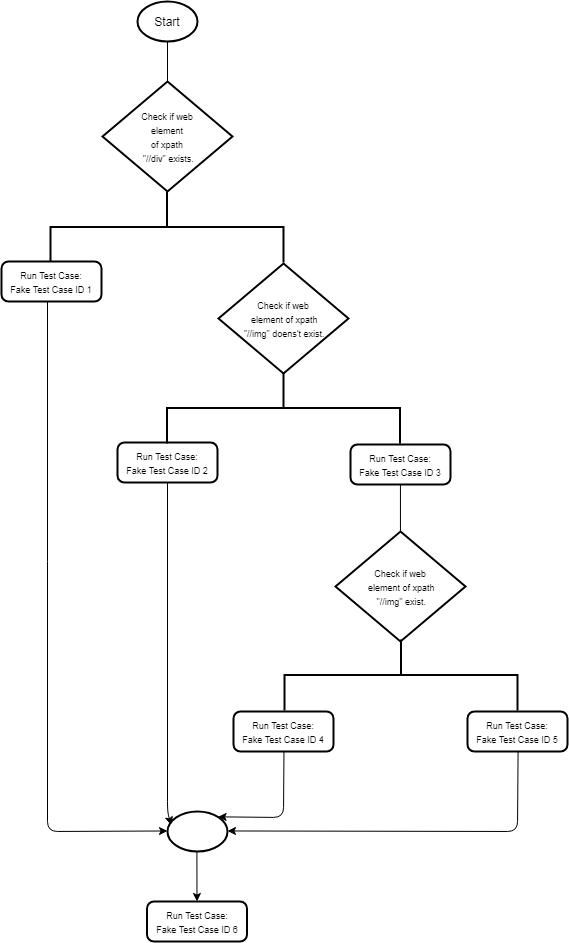 Start
Check if web
element
of xpath
"//div" exists.
Run Test Case:
Fake Test Case ID 1
Check if web
element of xpath
"//img" doens't exist.
Run Test Case:
Fake Test Case ID 2
Run Test Case:
Fake Test Case ID 3
Check if web
element of xpath
"//img" exist.
Run Test Case:
Fake Test Case ID 4
Run Test Case:
Fake Test Case ID 5
Run Test Case:
Fake Test Case ID 6